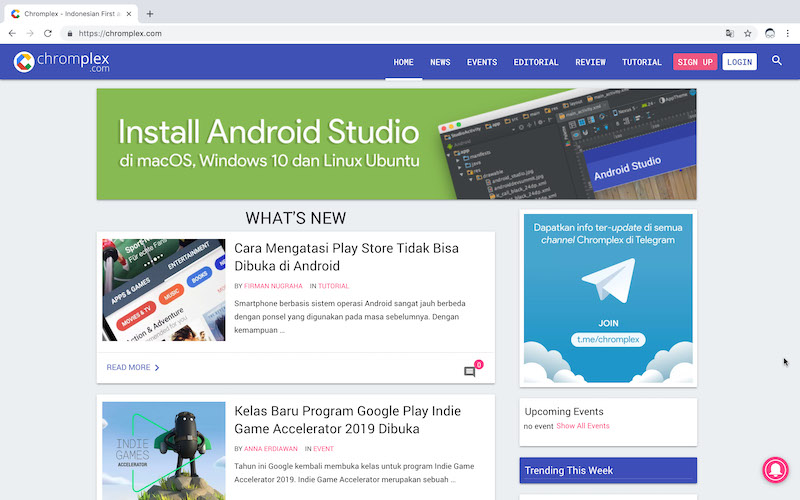 Chromplex - Indonesian First a
https://chromplex.com
chromplex
.com
HOME NEWS EVENTS EDITORIAL REVIEW TUTORIAL SIGN UP LOGIN
Install Android Studio
di macOS, Windows 10 dan Linux Ubuntu
Android Studio
WHAT'S NEW
Cara Mengatasi Play Store Tidak Bisa
Dibuka di Android
BY FIRMAN NUGRAHA IN TUTORIAL
Smartphone berbasis sistem operasi Android sangat jauh berbeda
dengan ponsel yang digunakan pada masa sebelumnya. Dengan
kemampuan ...
APPS & GAMES
ENTERTAINMENT
MOVIES & TV
MUSIC
BOOKS
READ MORE
Kelas Baru Program Google Play Indie
Game Accelerator 2019 Dibuka
BY ANNA ERDIAWAN IN EVENT
Tahun ini Google kembali membuka kelas untuk program Indie Game
Accelerator 2019. Indie Game Accelerator merupakan sebuah ...
INDIE
GAMES
ACCELERATOR
Dapatkan info ter-update di semua
channel Chromplex di Telegram
JOIN
t.me/chromplex
Upcoming Events
no event Show All Events
Trending This Week